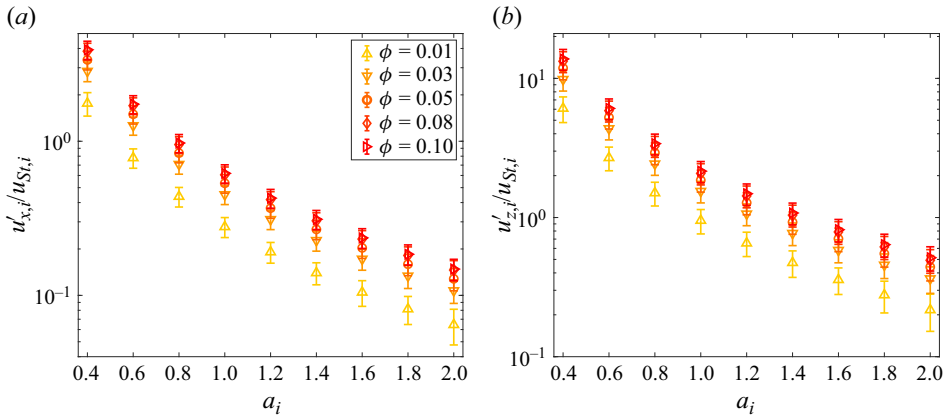 (a)
10⁰
10⁻¹
u′x,i/uSt,i
ϕ = 0.01
ϕ = 0.03
ϕ = 0.05
ϕ = 0.08
ϕ = 0.10
0.4 0.6 0.8 1.0 1.2 1.4 1.6 1.8 2.0
ai
(b)
10¹
10⁰
10⁻¹
u′z,i/uSt,i
0.4 0.6 0.8 1.0 1.2 1.4 1.6 1.8 2.0
ai